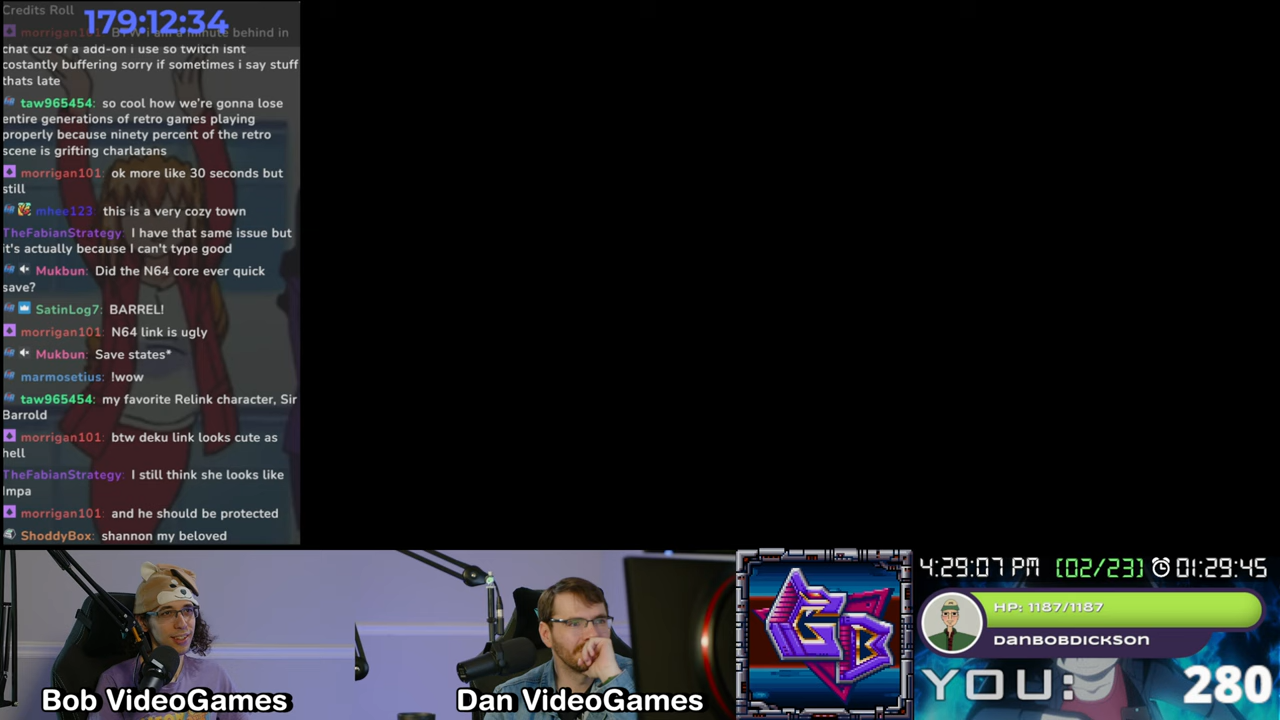 Credits Roll
179:12:34
morrigan101: BTW i am a minute behind in
chat cuz of a add-on i use so twitch isnt
costantly buffering sorry if sometimes i say stuff
thats late
taw965454: so cool how we're gonna lose
entire generations of retro games playing
properly because ninety percent of the retro
scene is grifting charlatans
morrigan101: ok more like 30 seconds but
still
mhee123: this is a very cozy town
TheFabianStrategy: I have that same issue but
it's actually because I can't type good
Mukbun: Did the N64 core ever quick
save?
SatinLog7: BARREL!
morrigan101: N64 link is ugly
Mukbun: Save states*
marmosetius: !wow
taw965454: my favorite Relink character, Sir
Barrold
morrigan101: btw deku link looks cute as
hell
TheFabianStrategy: I still think she looks like
Impa
morrigan101: and he should be protected
ShoddyBox: shannon my beloved
Bob VideoGames
Dan VideoGames
GB
4:29:07 PM [02/23] 01:29:45
HP: 1187/1187
DANBOBDICKSON
YOU: 280